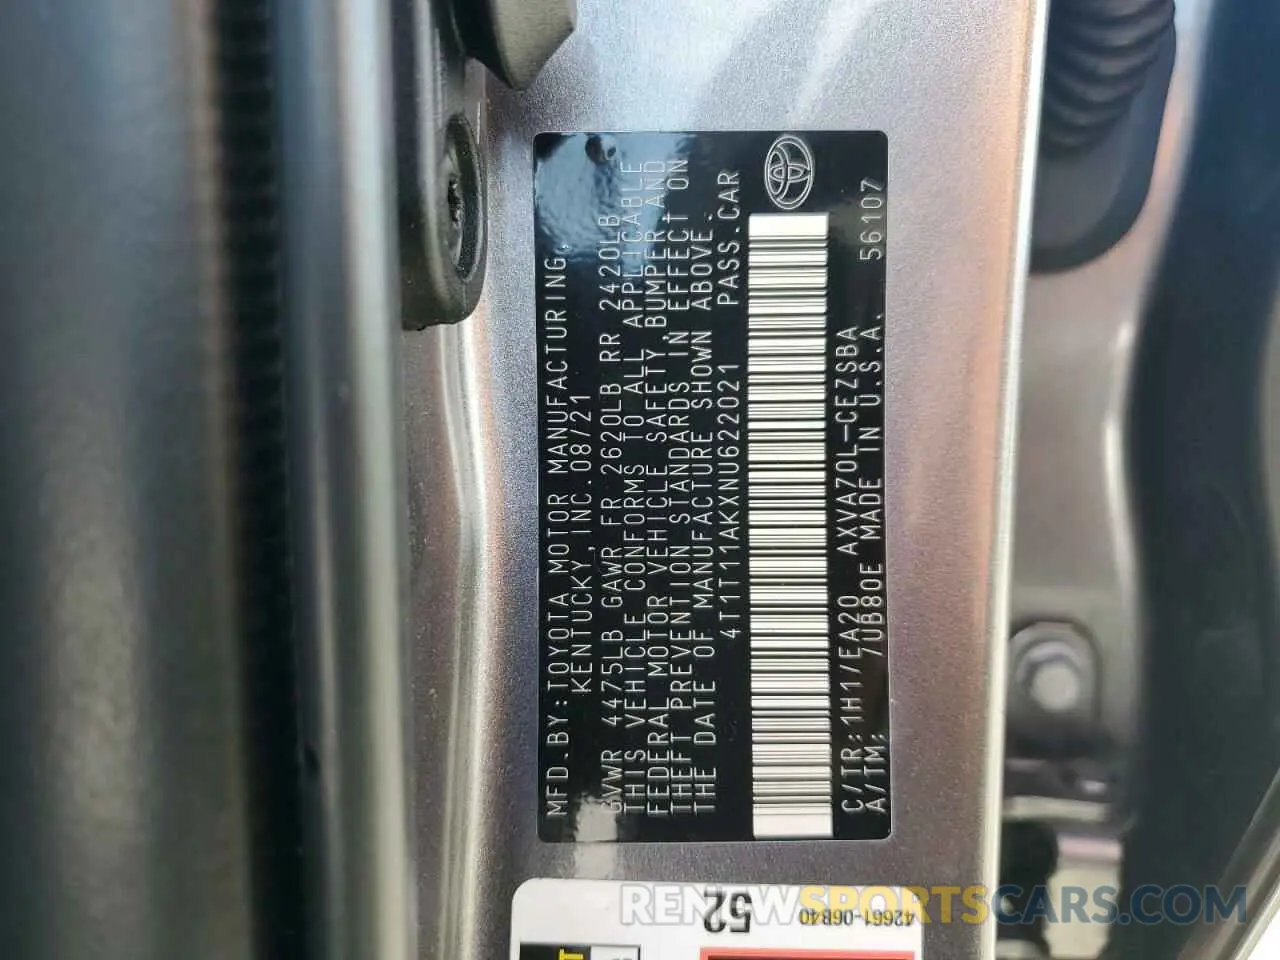 MFD.BY:TOYOTA MOTOR MANUFACTURING,
KENTUCKY,INC.08/21
GVWR 4475LB GAWR FR 2620LB RR 2420LB
THIS VEHICLE CONFORMS TO ALL APPLICABLE
FEDERAL MOTOR VEHICLE SAFETY,BUMPER AND
THEFT PREVENTION STANDARDS IN EFFECT ON
THE DATE OF MANUFACTURE SHOWN ABOVE.
4T1T11AKXNU622021 PASS.CAR
C/TR:1H17EA20 AXVA70L-CEZSBA
A/TM: 7UB80E MADE IN U.S.A. 56107
52
42661-06B40
RENEWSPORTSCARS.COM